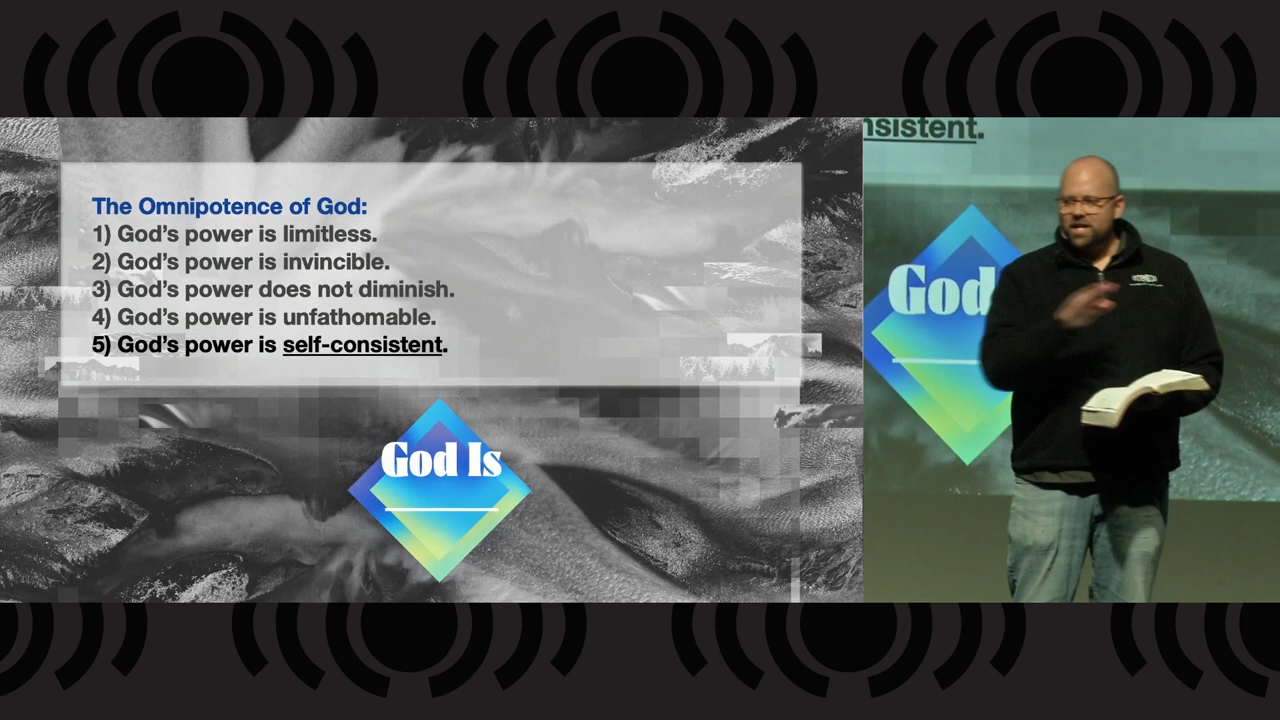 The Omnipotence of God:
1) God's power is limitless.
2) God's power is invincible.
3) God's power does not diminish.
4) God's power is unfathomable.
5) God's power is self-consistent.
God Is
nsistent.
God